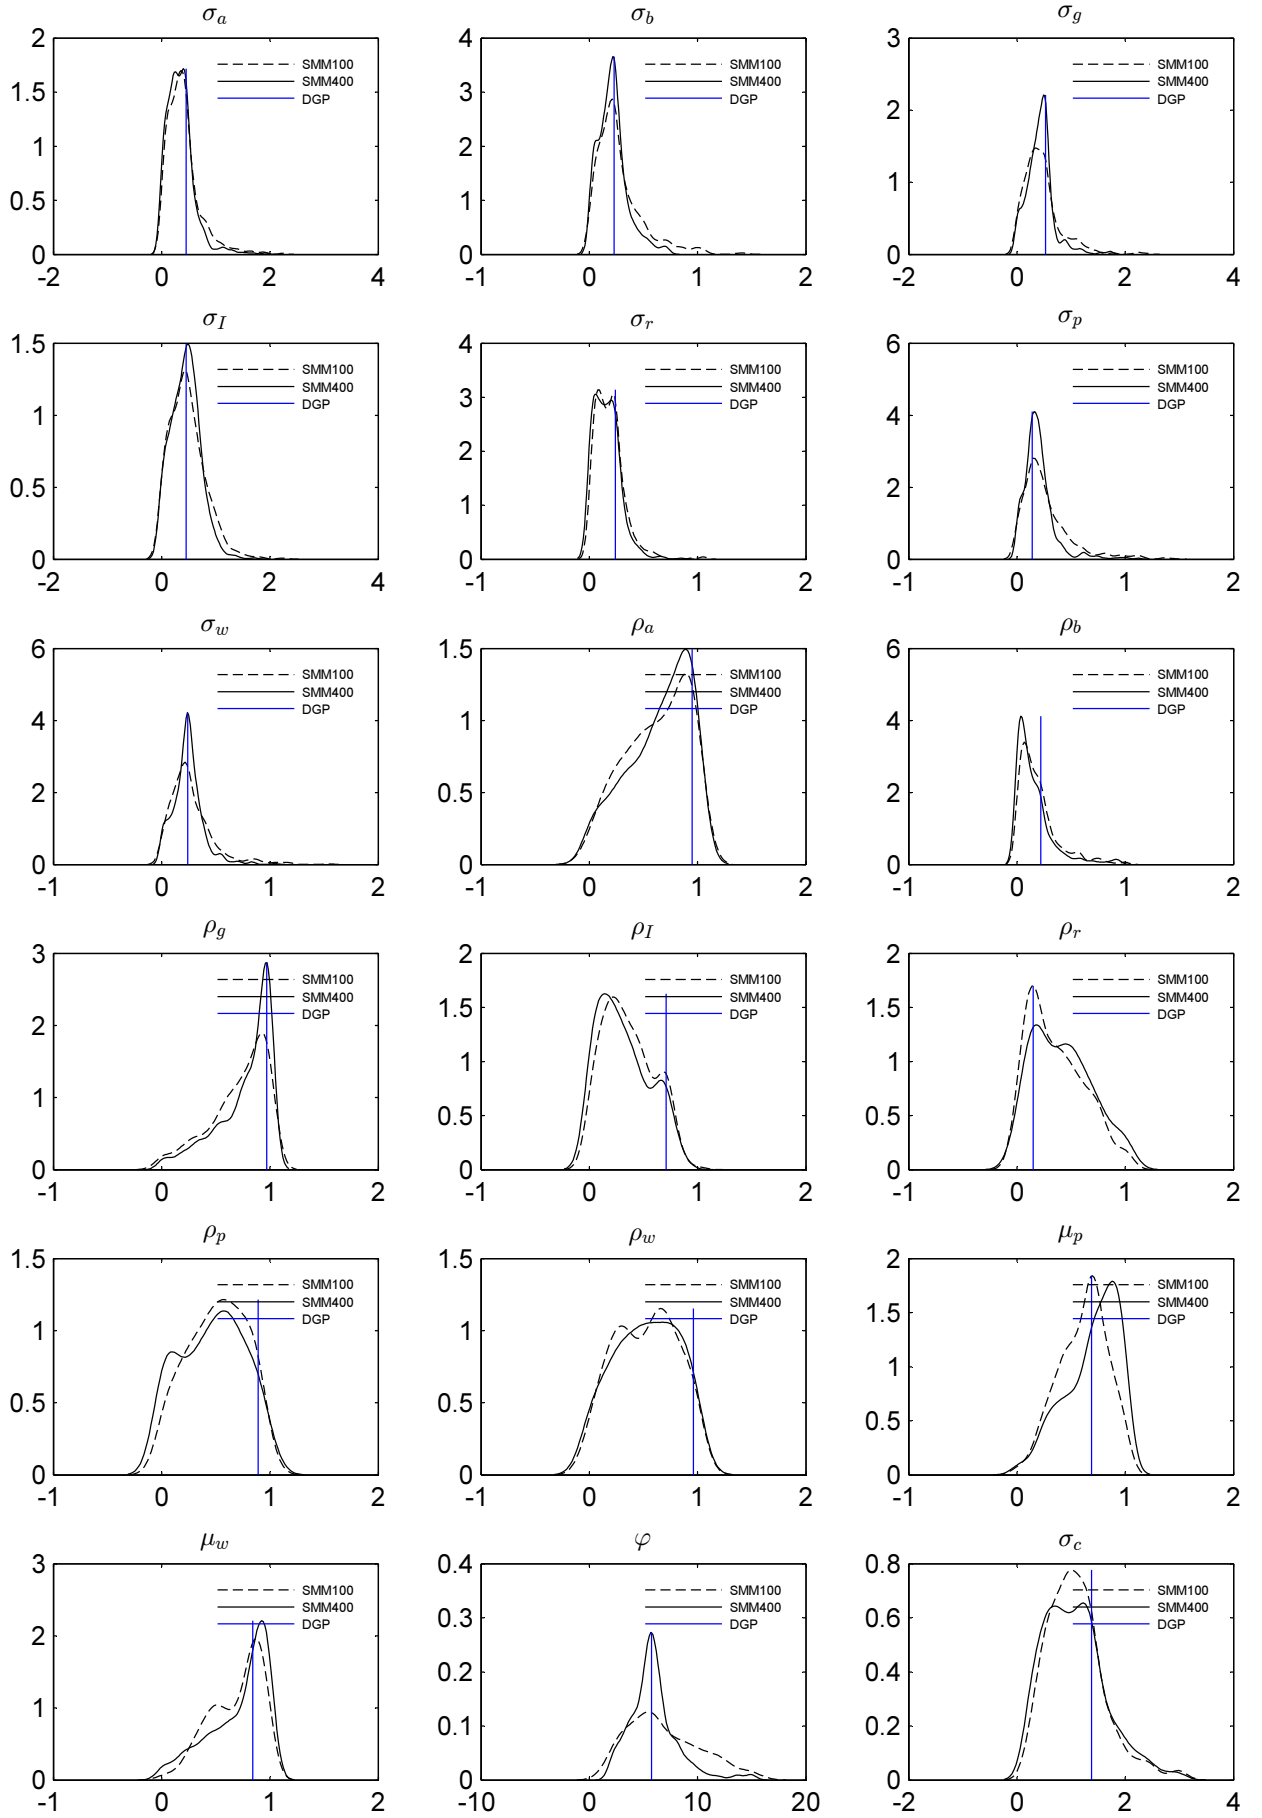 σ_a σ_b σ_g
2 4 3
SMM100 SMM100 SMM100
SMM400 SMM400 SMM400
DGP DGP DGP
1.5 3
2
1 2
1
0.5 1
0 0 0
-2 0 2 4 -1 0 1 2 -2 0 2 4
σ_I σ_r σ_p
1.5 4 6
SMM100 SMM100 SMM100
SMM400 SMM400 SMM400
DGP DGP DGP
3
1 4
2
0.5 2
1
0 0 0
-2 0 2 4 -1 0 1 2 -1 0 1 2
σ_w ρ_a ρ_b
6 1.5 6
SMM100 SMM100 SMM100
SMM400 SMM400 SMM400
DGP DGP DGP
4 1 4
2 0.5 2
0 0 0
-1 0 1 2 -1 0 1 2 -1 0 1 2
ρ_g ρ_I ρ_r
3 2 2
SMM100 SMM100 SMM100
SMM400 SMM400 SMM400
DGP DGP DGP
1.5 1.5
2
1 1
1
0.5 0.5
0 0 0
-1 0 1 2 -1 0 1 2 -1 0 1 2
ρ_p ρ_w μ_p
1.5 1.5 2
SMM100 SMM100 SMM100
SMM400 SMM400 SMM400
DGP DGP DGP
1.5
1 1
1
0.5 0.5
0.5
0 0 0
-1 0 1 2 -1 0 1 2 -1 0 1 2
μ_w φ σ_c
3 0.4 0.8
SMM100 SMM100 SMM100
SMM400 SMM400 SMM400
DGP DGP DGP
0.3 0.6
2
0.2 0.4
1
0.1 0.2
0 0 0
-1 0 1 2 -10 0 10 20 -2 0 2 4